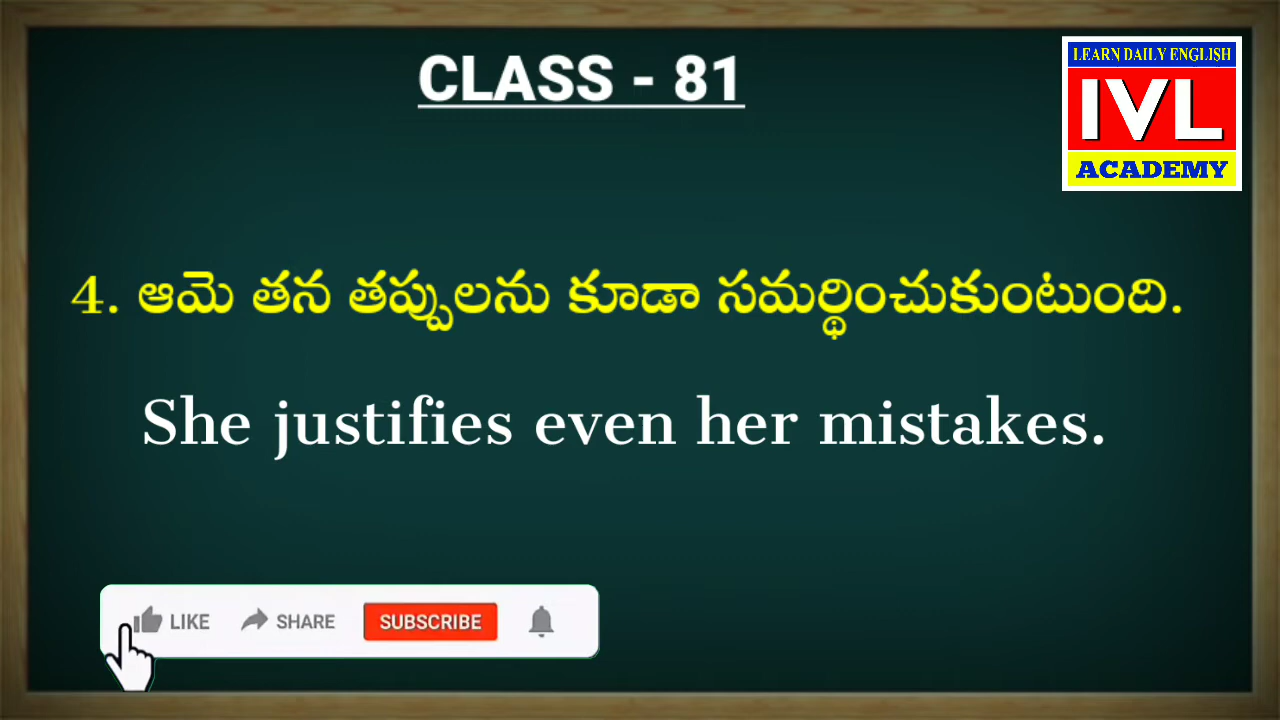 CLASS - 81
LEARN DAILY ENGLISH
IVL
ACADEMY
4. ఆమె తన తప్పులను కూడా సమర్థించుకుంటుంది.
She justifies even her mistakes.
LIKE SHARE SUBSCRIBE